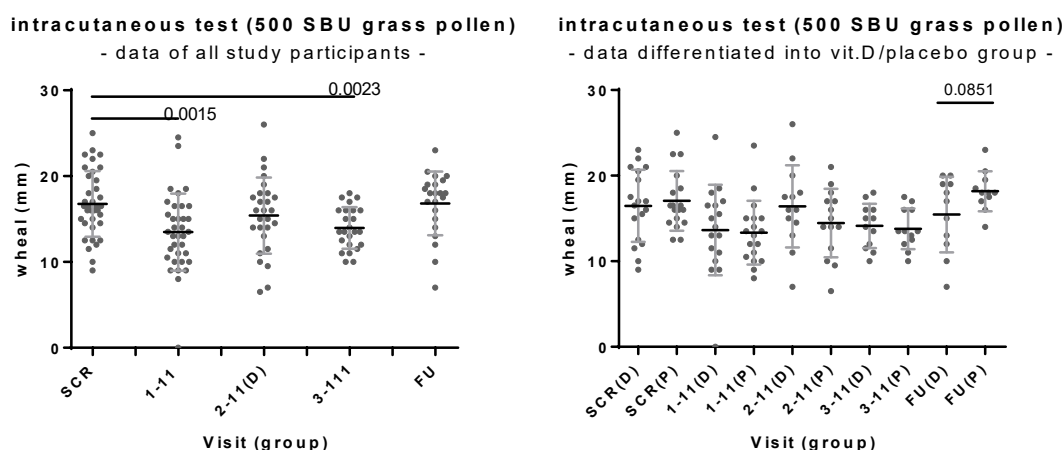 intracutaneous test (500 SBU grass pollen)
- data of all study participants -
wheal (mm)
30
20
10
0
0.0023
0.0015
SCR
1-11
2-11(D)
3-111
FU
Visit (group)
intracutaneous test (500 SBU grass pollen)
- data differentiated into vit.D/placebo group -
wheal (mm)
30
20
10
0
0.0851
SCR(D)
SCR(P)
1-11(D)
1-11(P)
2-11(D)
2-11(P)
3-11(D)
3-11(P)
FU(D)
FU(P)
Visit (group)